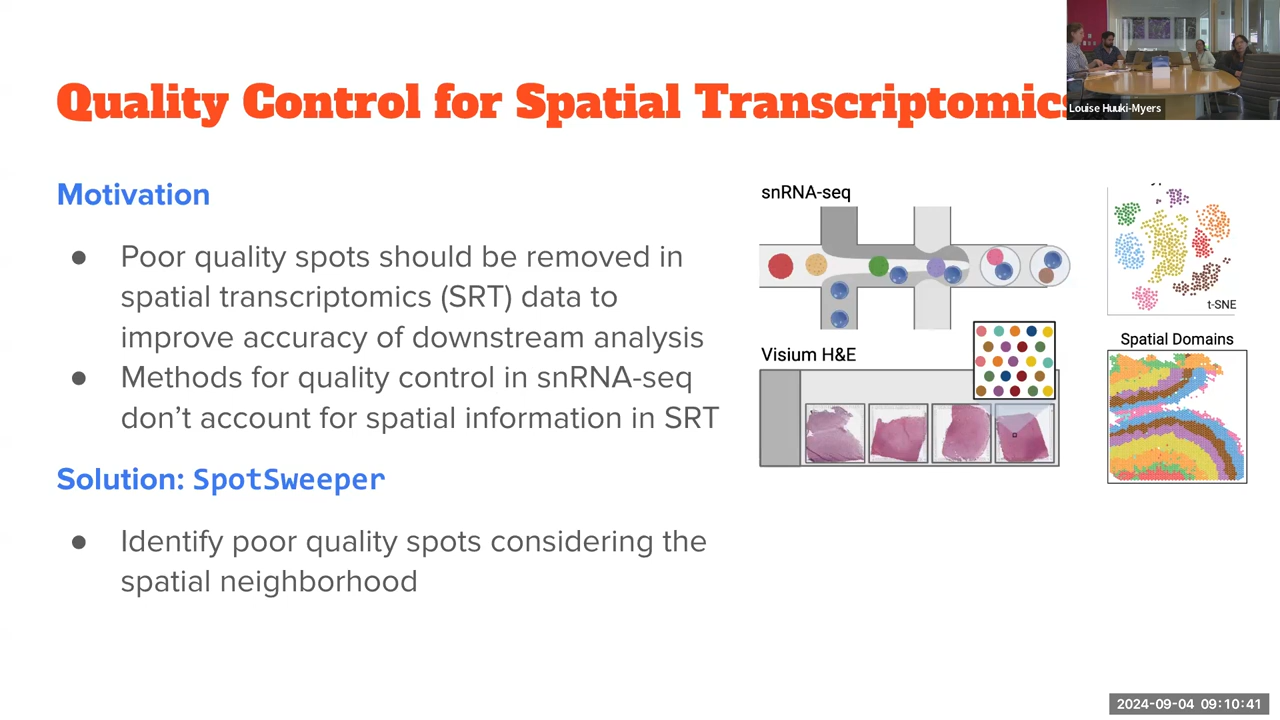 Quality Control for Spatial Transcriptomics
Louise Huuki-Myers
Motivation
● Poor quality spots should be removed in
spatial transcriptomics (SRT) data to
improve accuracy of downstream analysis
● Methods for quality control in snRNA-seq
don’t account for spatial information in SRT
Solution: SpotSweeper
● Identify poor quality spots considering the
spatial neighborhood
snRNA-seq
t-SNE
Visium H&E
Spatial Domains
2024-09-04 09:10:41